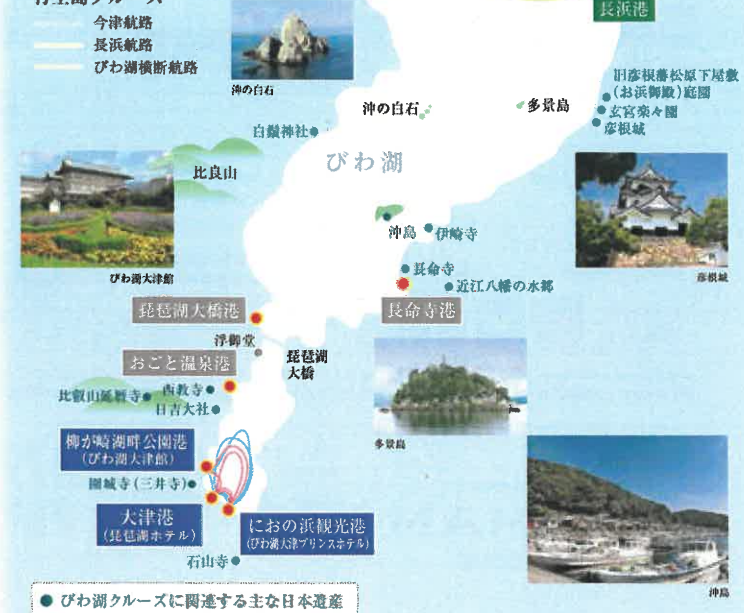 長浜港
今津航路
長浜航路
びわ湖横断航路
沖の白石
沖の白石
多景島
旧彦根藩松原下屋敷
(お浜御殿)庭園
玄宮楽々園
彦根城
白鬚神社
びわ湖
比良山
沖島
伊崎寺
彦根城
びわ湖大津館
長命寺
近江八幡の水郷
琵琶湖大橋港
長命寺港
浮御堂
琵琶湖
大橋
おごと温泉港
比叡山延暦寺
西教寺
日吉大社
多景島
柳が崎湖畔公園港
(びわ湖大津館)
園城寺(三井寺)
大津港
(琵琶湖ホテル)
におの浜観光港
(びわ湖大津プリンスホテル)
石山寺
沖島
びわ湖クルーズに関連する主な日本遺産